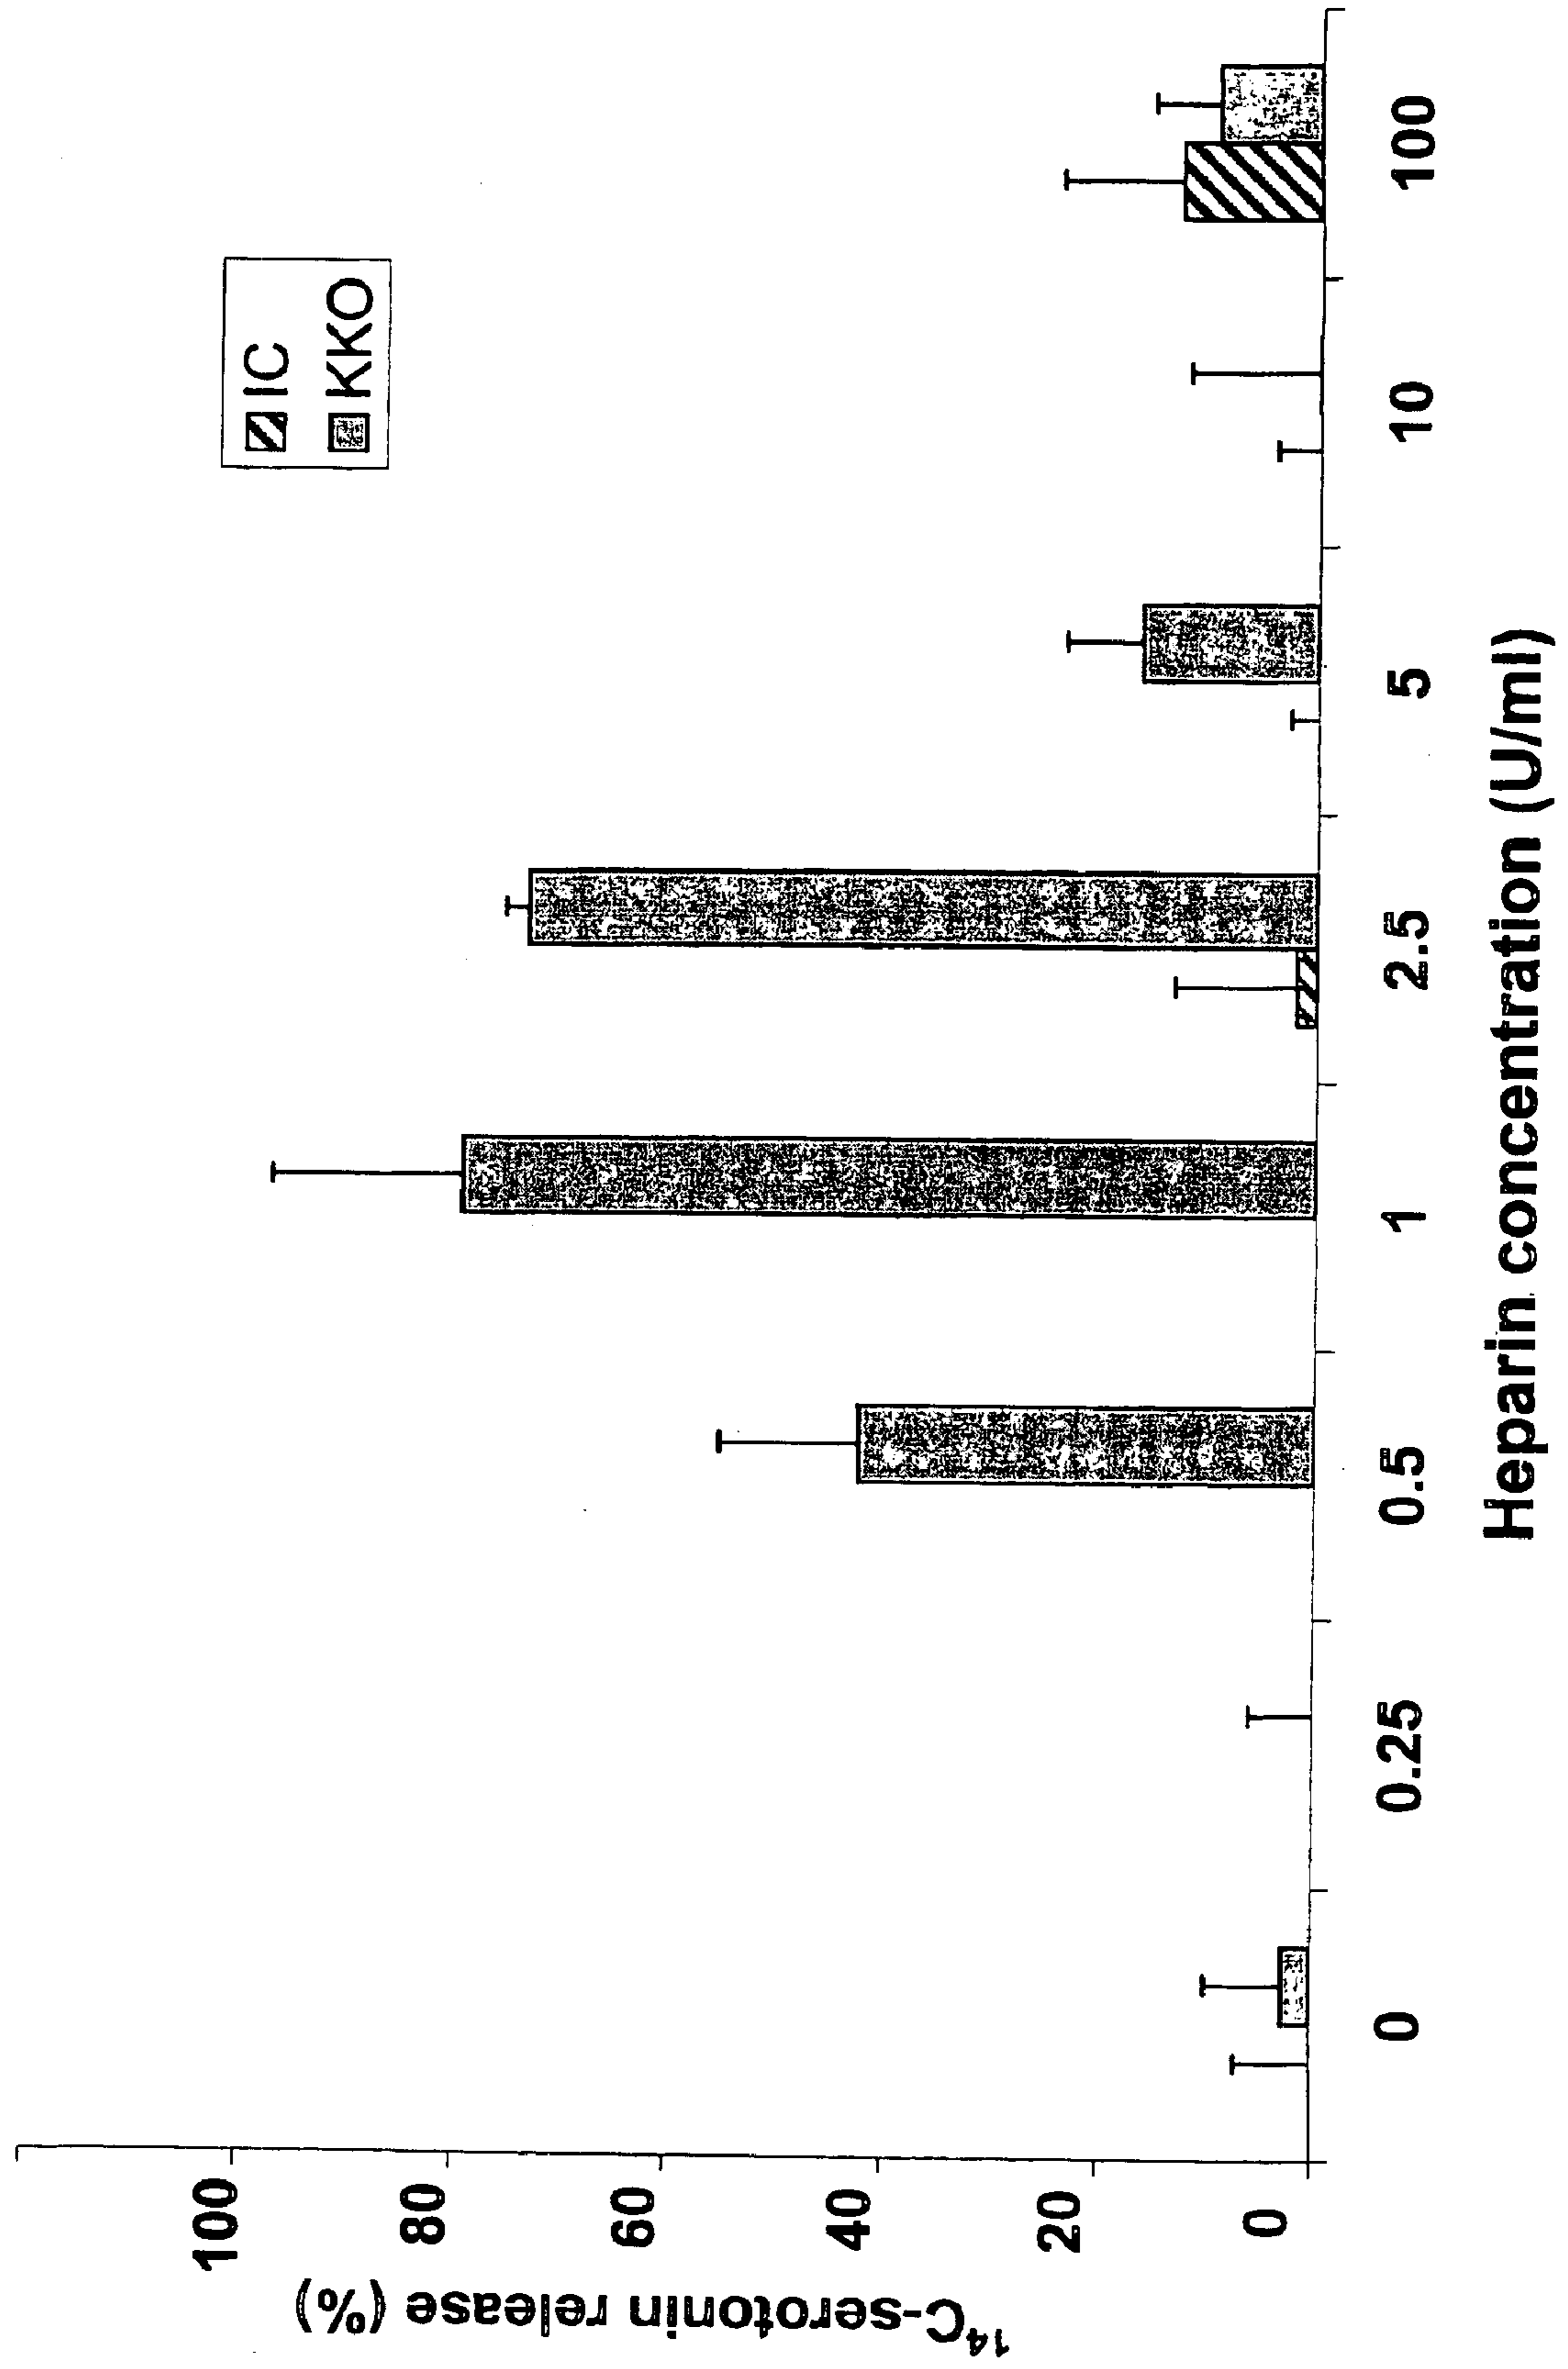 ¹⁴C-serotonin release (%)
100
80
60
40
20
0
IC
KKO
0 0.25 0.5 1 2.5 5 10 100
Heparin concentration (U/ml)